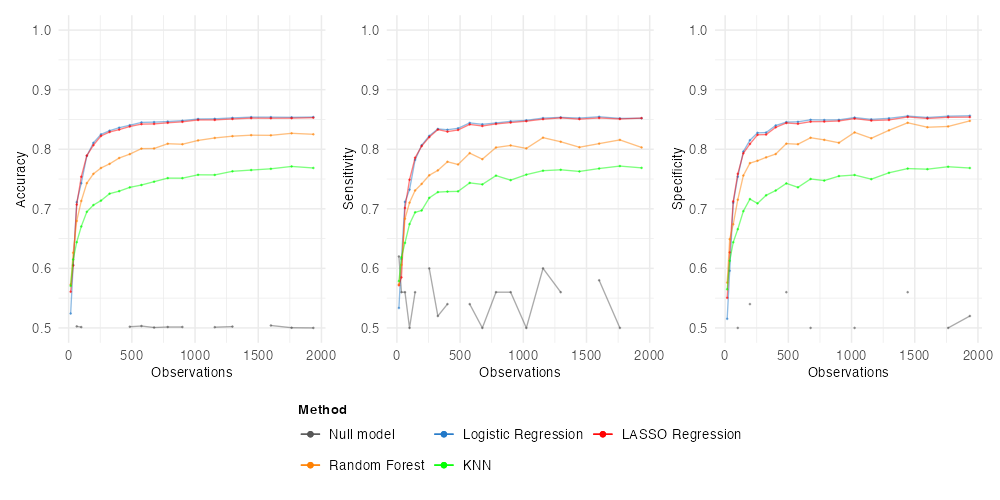 1.0
0.9
0.8
0.7
0.6
0.5
Accuracy
0 500 1000 1500 2000
Observations
1.0
0.9
0.8
0.7
0.6
0.5
Sensitivity
0 500 1000 1500 2000
Observations
1.0
0.9
0.8
0.7
0.6
0.5
Specificity
0 500 1000 1500 2000
Observations
Method
Null model Logistic Regression LASSO Regression
Random Forest KNN